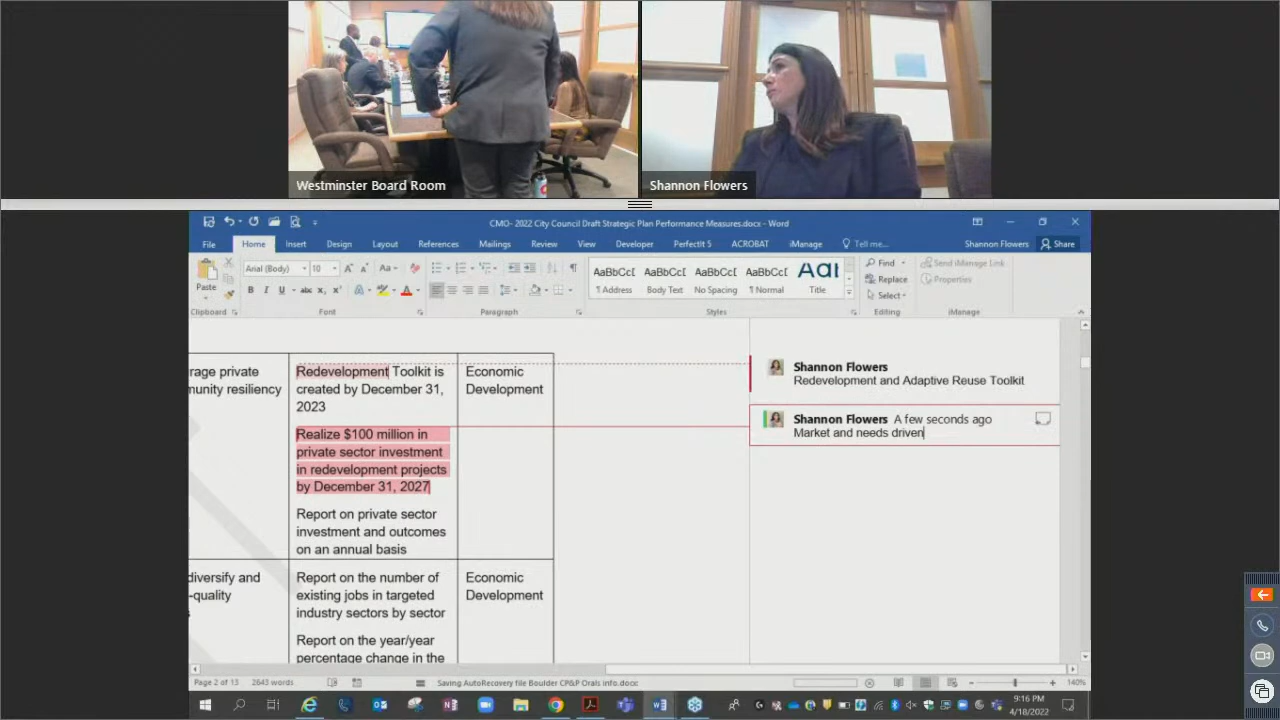 Westminster Board Room
Shannon Flowers
CMO- 2022 City Council Draft Strategic Plan Performance Measures.docx - Word
File Home Insert Design Layout References Mailings Review View Developer PerfectIt 5 ACROBAT iManage Tell me... Shannon Flowers Share
Paste
Arial (Body) 10
AaBbCcI AaBbCcDc AaBbCcDc AaBbCcDc AaI
¶ Address Body Text No Spacing ¶ Normal Title
Find
Replace
Select
Send iManage Link
Properties
Clipboard Font Paragraph Styles Editing iManage
rage private
nunity resiliency
Redevelopment Toolkit is
created by December 31,
2023
Realize $100 million in
private sector investment
in redevelopment projects
by December 31, 2027
Report on private sector
investment and outcomes
on an annual basis
Economic
Development
diversify and
-quality
s
Report on the number of
existing jobs in targeted
industry sectors by sector
Report on the year/year
percentage change in the
Economic
Development
Shannon Flowers
Redevelopment and Adaptive Reuse Toolkit
Shannon Flowers A few seconds ago
Market and needs driven
Page 2 of 13 2643 words Saving AutoRecovery file Boulder CP&P Orals Info.docx 140%
9:16 PM
4/18/2022